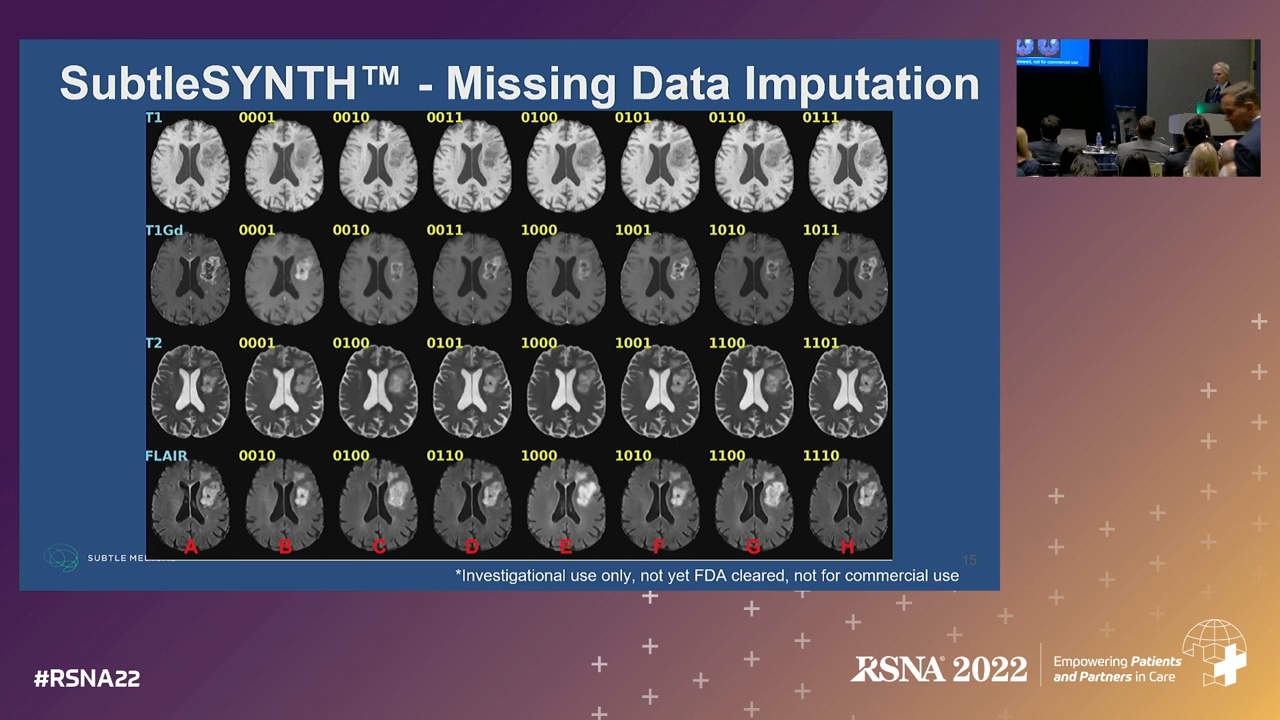 SubtleSYNTH™ - Missing Data Imputation
T1 0001 0010 0011 0100 0101 0110 0111
T1Gd 0001 0010 0011 1000 1001 1010 1011
T2 0001 0100 0101 1000 1001 1100 1101
FLAIR 0010 0100 0110 1000 1010 1100 1110
A B C D E F G H
SUBTLE
15
*Investigational use only, not yet FDA cleared, not for commercial use
#RSNA22
RSNA® 2022
Empowering Patients
and Partners in Care